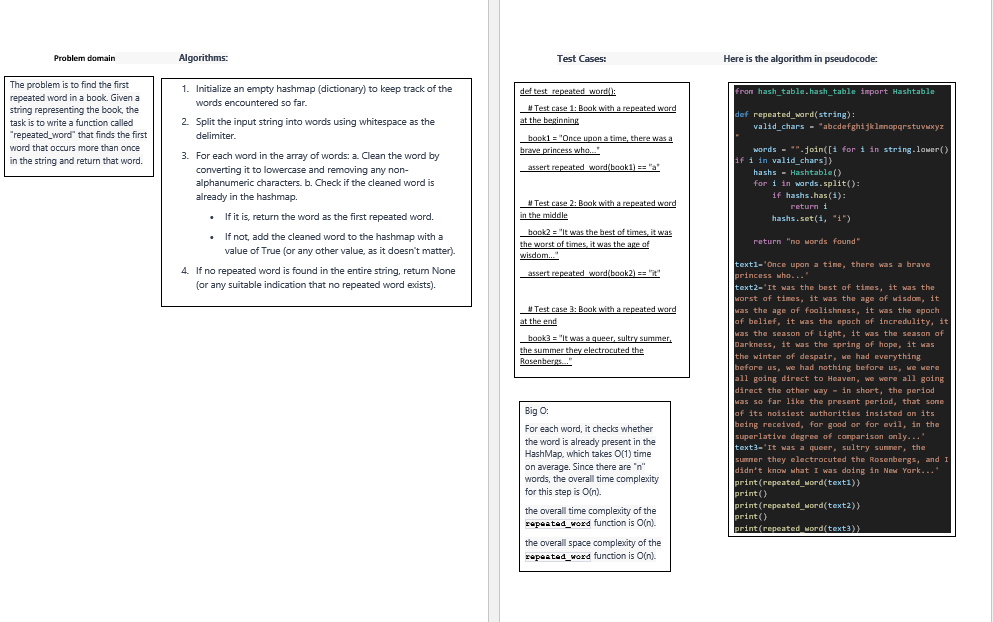 Problem domain
Algorithms:
The problem is to find the first
repeated word in a book. Given a
string representing the book, the
task is to write a function called
"repeated_word" that finds the first
word that occurs more than once
in the string and return that word.
1. Initialize an empty hashmap (dictionary) to keep track of the
words encountered so far.
2. Split the input string into words using whitespace as the
delimiter.
3. For each word in the array of words: a. Clean the word by
converting it to lowercase and removing any non-
alphanumeric characters. b. Check if the cleaned word is
already in the hashmap.
• If it is, return the word as the first repeated word.
• If not, add the cleaned word to the hashmap with a
value of True (or any other value, as it doesn't matter).
4. If no repeated word is found in the entire string, return None
(or any suitable indication that no repeated word exists).
Test Cases:
def test_repeated_word():
# Test case 1: Book with a repeated word
at the beginning
book1 = "Once upon a time, there was a
brave princess who..."
assert repeated_word(book1) == "a"
# Test case 2: Book with a repeated word
in the middle
book2 = "It was the best of times, it was
the worst of times, it was the age of
wisdom..."
assert repeated_word(book2) == "it"
# Test case 3: Book with a repeated word
at the end
book3 = "It was a queer, sultry summer,
the summer they electrocuted the
Rosenbergs..."
Big O:
For each word, it checks whether
the word is already present in the
HashMap, which takes O(1) time
on average. Since there are "n"
words, the overall time complexity
for this step is O(n).
the overall time complexity of the
repeated_word function is O(n).
the overall space complexity of the
repeated_word function is O(n).
Here is the algorithm in pseudocode:
from hash_table.hash_table import Hashtable
def repeated_word(string):
valid_chars = "abcdefghijklmnopqrstuvwxyz
"
words = "".join([i for i in string.lower()
if i in valid_chars])
hashs = Hashtable()
for i in words.split():
if hashs.has(i):
return i
hashs.set(i, "i")
return "no words found"
text1='Once upon a time, there was a brave
princess who...'
text2='It was the best of times, it was the
worst of times, it was the age of wisdom, it
was the age of foolishness, it was the epoch
of belief, it was the epoch of incredulity, it
was the season of Light, it was the season of
Darkness, it was the spring of hope, it was
the winter of despair, we had everything
before us, we had nothing before us, we were
all going direct to Heaven, we were all going
direct the other way – in short, the period
was so far like the present period, that some
of its noisiest authorities insisted on its
being received, for good or for evil, in the
superlative degree of comparison only...'
text3='It was a queer, sultry summer, the
summer they electrocuted the Rosenbergs, and I
didn't know what I was doing in New York...'
print(repeated_word(text1))
print()
print(repeated_word(text2))
print()
print(repeated_word(text3))